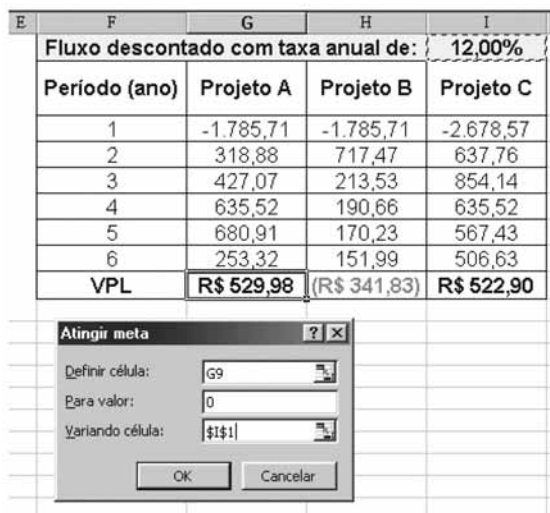 E F G H I
Fluxo descontado com taxa anual de: 12,00%
Período (ano) Projeto A Projeto B Projeto C
1 -1.785,71 -1.785,71 -2.678,57
2 318,88 717,47 637,76
3 427,07 213,53 854,14
4 635,52 190,66 635,52
5 680,91 170,23 567,43
6 253,32 151,99 506,63
VPL R$ 529,98 (R$ 341,83) R$ 522,90
Atingir meta
Definir célula: G9
Para valor: 0
Variando célula: $I$1
OK Cancelar